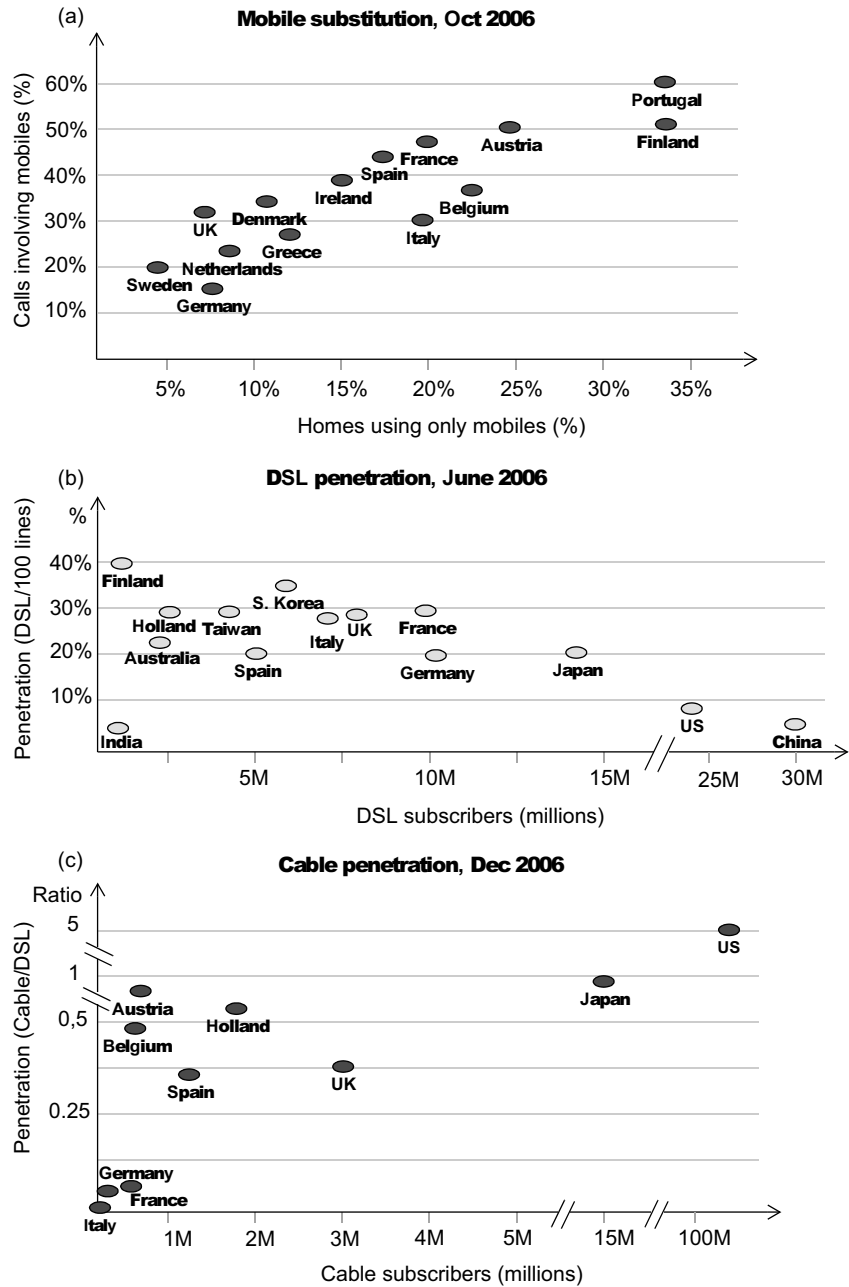 (a) Mobile substitution, Oct 2006
Calls involving mobiles (%)
60%
50%
40%
30%
20%
10%
Portugal
Finland
Austria
France
Spain
Ireland
Belgium
Denmark
UK
Italy
Greece
Netherlands
Sweden
Germany
5% 10% 15% 20% 25% 30% 35%
Homes using only mobiles (%)
(b) DSL penetration, June 2006
Penetration (DSL/100 lines)
%
40%
30%
20%
10%
Finland
S. Korea
Holland Taiwan Italy UK France
Australia Spain Germany Japan
India US China
5M 10M 15M 25M 30M
DSL subscribers (millions)
(c) Cable penetration, Dec 2006
Ratio
Penetration (Cable/DSL)
5
1
0,5
0.25
US
Austria Holland Japan
Belgium
Spain UK
Germany
France
Italy
1M 2M 3M 4M 5M 15M 100M
Cable subscribers (millions)